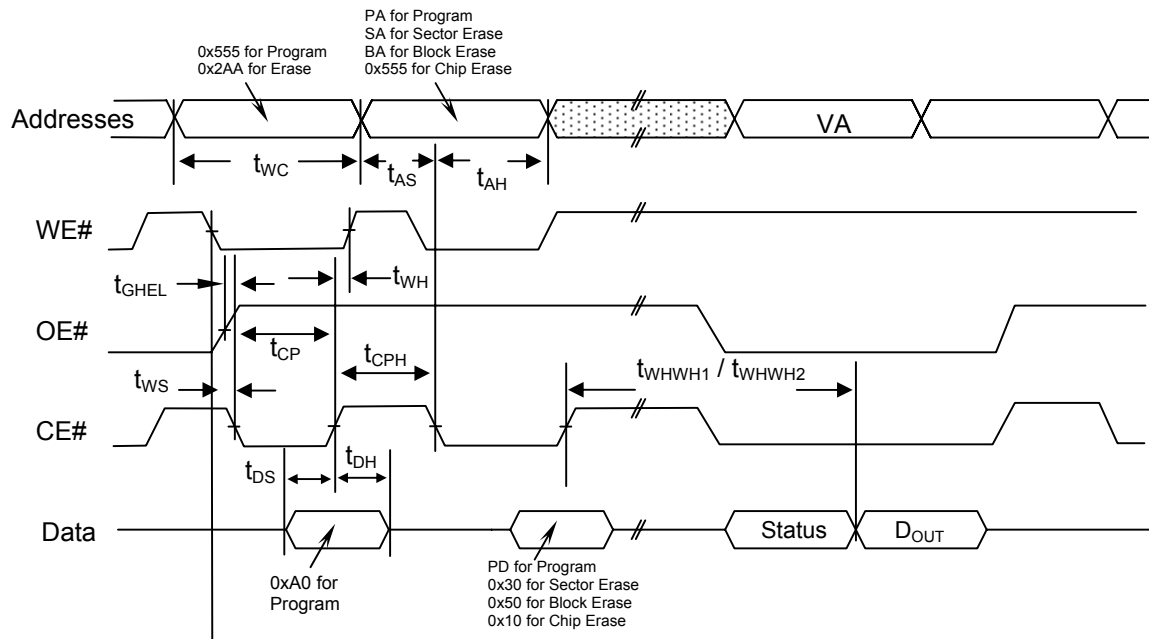 PA for Program
SA for Sector Erase
BA for Block Erase
0x555 for Chip Erase
0x555 for Program
0x2AA for Erase
Addresses
VA
tWC
tAS
tAH
WE#
tGHEL
tWH
OE#
tCP
tCPH
tWHWH1 / tWHWH2
tWS
CE#
tDS
tDH
Data
Status
DOUT
0xA0 for
Program
PD for Program
0x30 for Sector Erase
0x50 for Block Erase
0x10 for Chip Erase